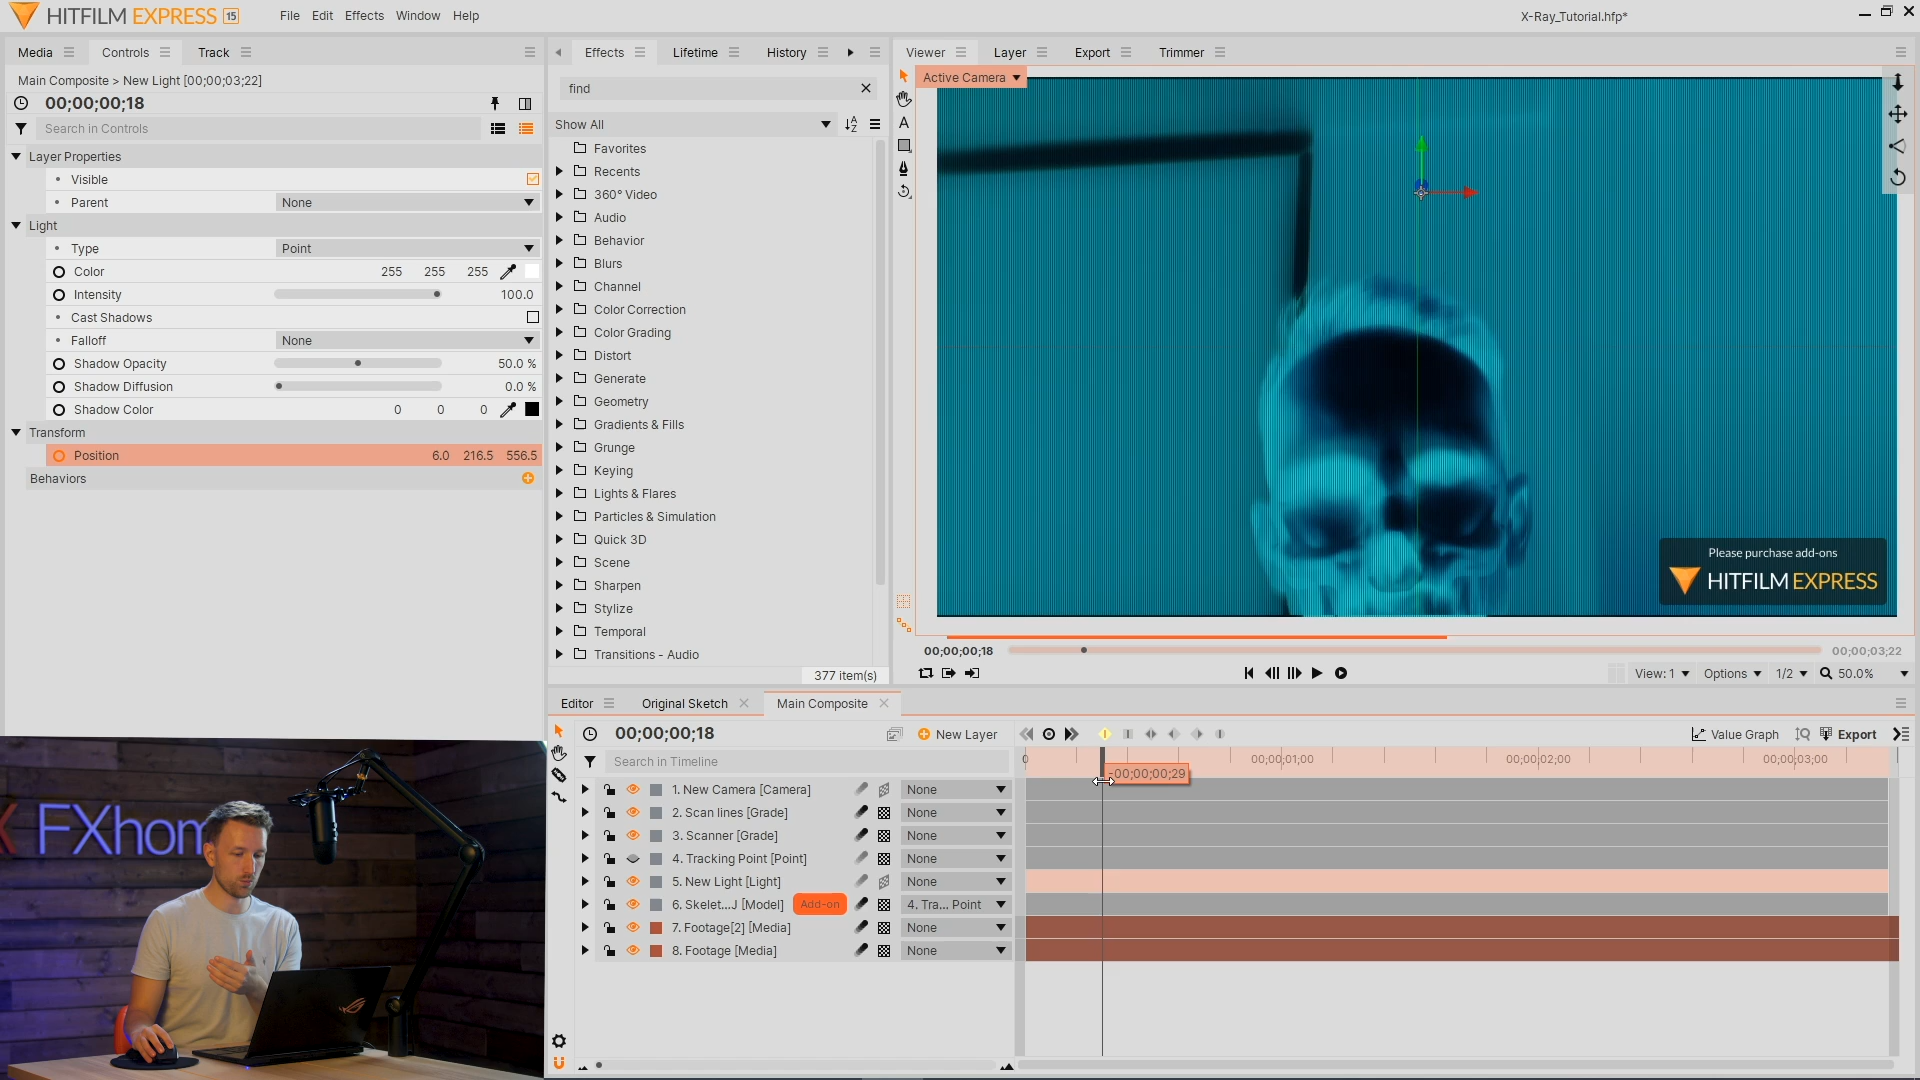 HITFILM EXPRESS 15
File Edit Effects Window Help
X-Ray_Tutorial.hfp*
Media Controls Track
Main Composite > New Light [00;00;03;22]
00;00;00;18
Search in Controls
Layer Properties
Visible
Parent None
Light
Type Point
Color 255 255 255
Intensity 100.0
Cast Shadows
Falloff None
Shadow Opacity 50.0 %
Shadow Diffusion 0.0 %
Shadow Color 0 0 0
Transform
Position 6.0 216.5 556.5
Behaviors
Effects Lifetime History
find
Show All
Favorites
Recents
360° Video
Audio
Behavior
Blurs
Channel
Color Correction
Color Grading
Distort
Generate
Geometry
Gradients & Fills
Grunge
Keying
Lights & Flares
Particles & Simulation
Quick 3D
Scene
Sharpen
Stylize
Temporal
Transitions - Audio
377 item(s)
Viewer Layer Export Trimmer
Active Camera
A
Please purchase add-ons
HITFILM EXPRESS
00;00;00;18 00;00;03;22
View: 1 Options 1/2 50.0%
Editor Original Sketch Main Composite
00;00;00;18 New Layer Value Graph Export
Search in Timeline
0 00;00;01;00 00;00;02;00 00;00;03;00
-00;00;00;29
1. New Camera [Camera] None
2. Scan lines [Grade] None
3. Scanner [Grade] None
4. Tracking Point [Point] None
5. New Light [Light] None
6. Skelet...J [Model] Add-on 4. Tra... Point
7. Footage[2] [Media] None
8. Footage [Media] None
FXhom